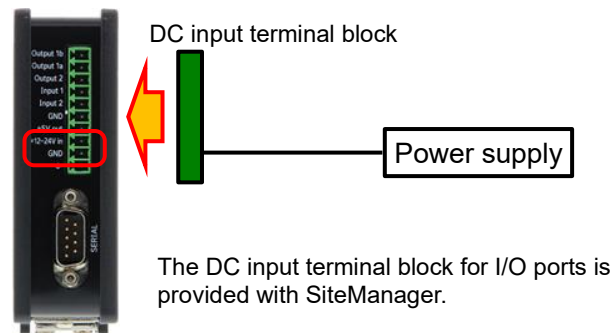 DC input terminal block
Output 1b
Output 1a
Output 2
Input 1
Input 2
GND
+5V out
+12~24V in
GND
SERIAL
Power supply
The DC input terminal block for I/O ports is
provided with SiteManager.